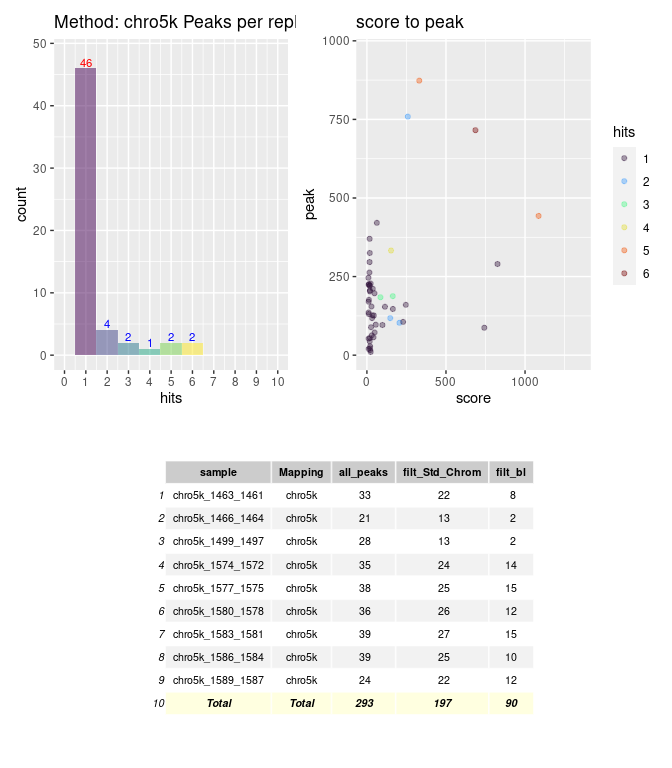 Method: chro5k Peaks per repl
50
40
30
20
10
0
count
46
4
2
1
2
2
0 1 2 3 4 5 6 7 8 9 10
hits
score to peak
1000
750
500
250
0
peak
0 500 1000
score
hits
1
2
3
4
5
6
sample Mapping all_peaks filt_Std_Chrom filt_bl
1 chro5k_1463_1461 chro5k 33 22 8
2 chro5k_1466_1464 chro5k 21 13 2
3 chro5k_1499_1497 chro5k 28 13 2
4 chro5k_1574_1572 chro5k 35 24 14
5 chro5k_1577_1575 chro5k 38 25 15
6 chro5k_1580_1578 chro5k 36 26 12
7 chro5k_1583_1581 chro5k 39 27 15
8 chro5k_1586_1584 chro5k 39 25 10
9 chro5k_1589_1587 chro5k 24 22 12
10 Total Total 293 197 90